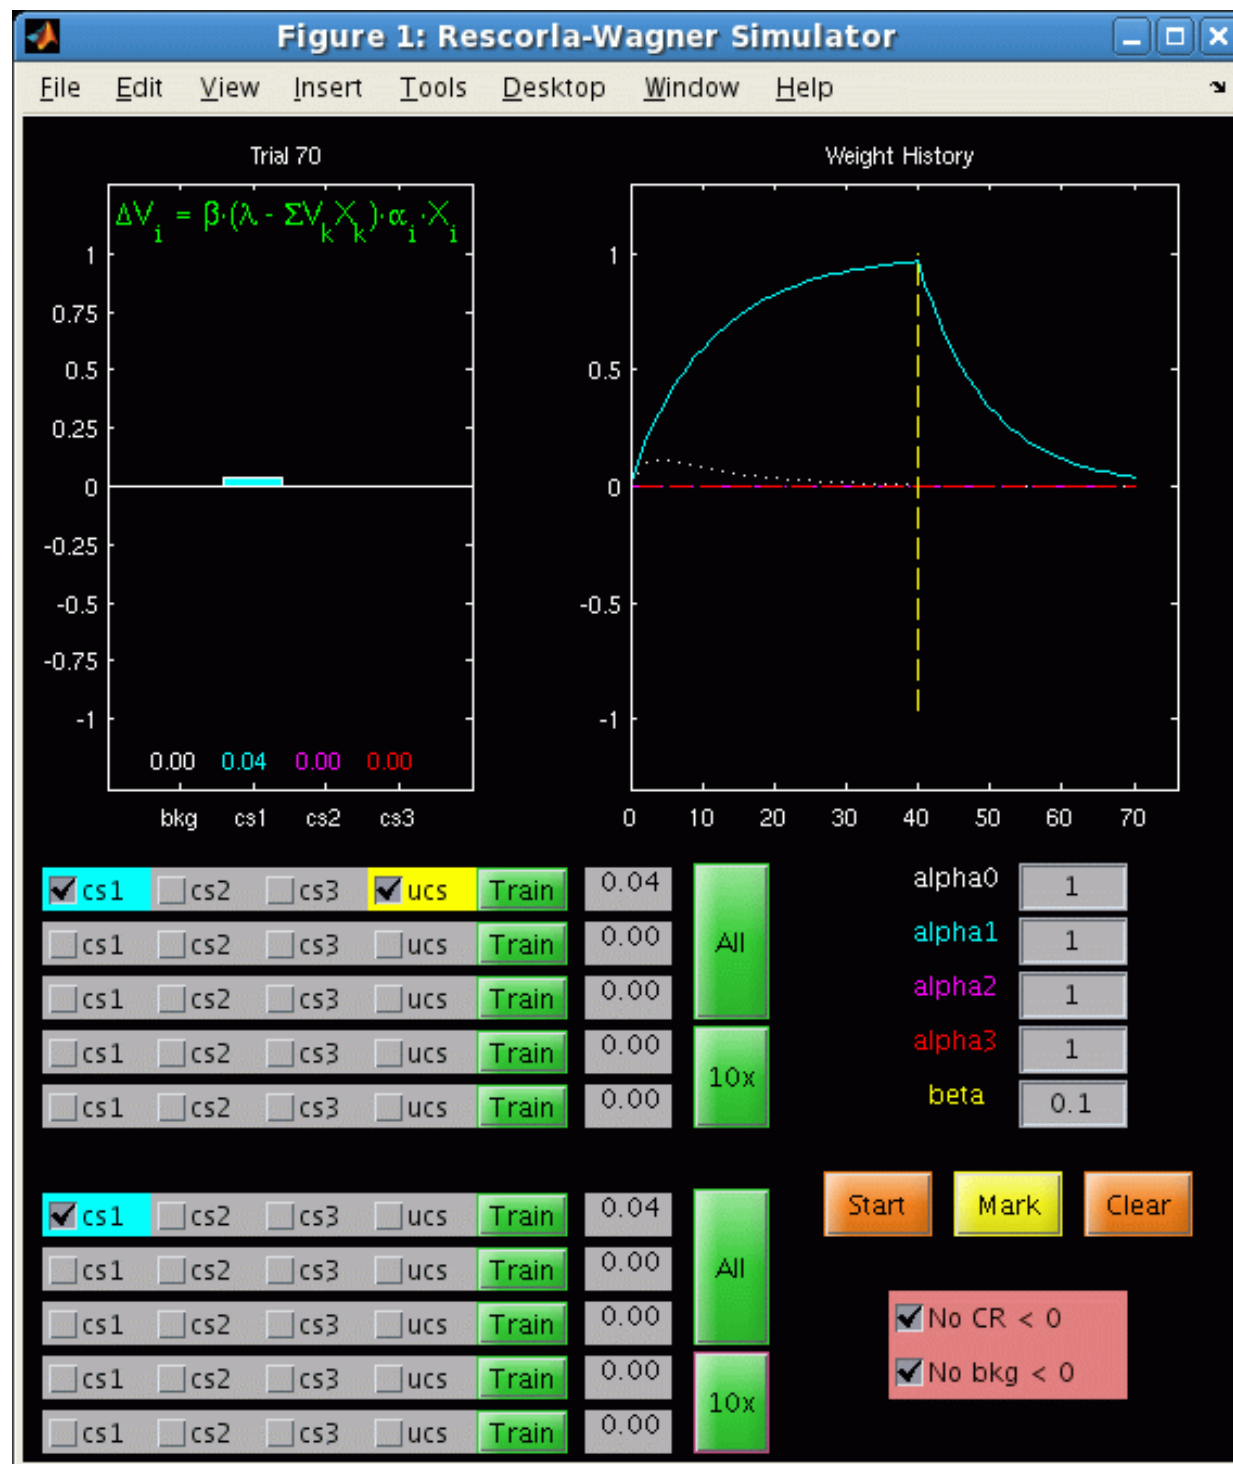 Figure 1: Rescorla-Wagner Simulator
File Edit View Insert Tools Desktop Window Help
Trial 70
ΔV_i = β·(λ - ΣV_k X_k)·α_i·X_i
1
0.75
0.5
0.25
0
-0.25
-0.5
-0.75
-1
0.00 0.04 0.00 0.00
bkg cs1 cs2 cs3
Weight History
1
0.5
0
-0.5
-1
0 10 20 30 40 50 60 70
cs1 cs2 cs3 ucs Train 0.04
cs1 cs2 cs3 ucs Train 0.00
cs1 cs2 cs3 ucs Train 0.00
cs1 cs2 cs3 ucs Train 0.00
cs1 cs2 cs3 ucs Train 0.00
All
10x
alpha0 1
alpha1 1
alpha2 1
alpha3 1
beta 0.1
cs1 cs2 cs3 ucs Train 0.04
cs1 cs2 cs3 ucs Train 0.00
cs1 cs2 cs3 ucs Train 0.00
cs1 cs2 cs3 ucs Train 0.00
cs1 cs2 cs3 ucs Train 0.00
All
10x
Start Mark Clear
No CR < 0
No bkg < 0